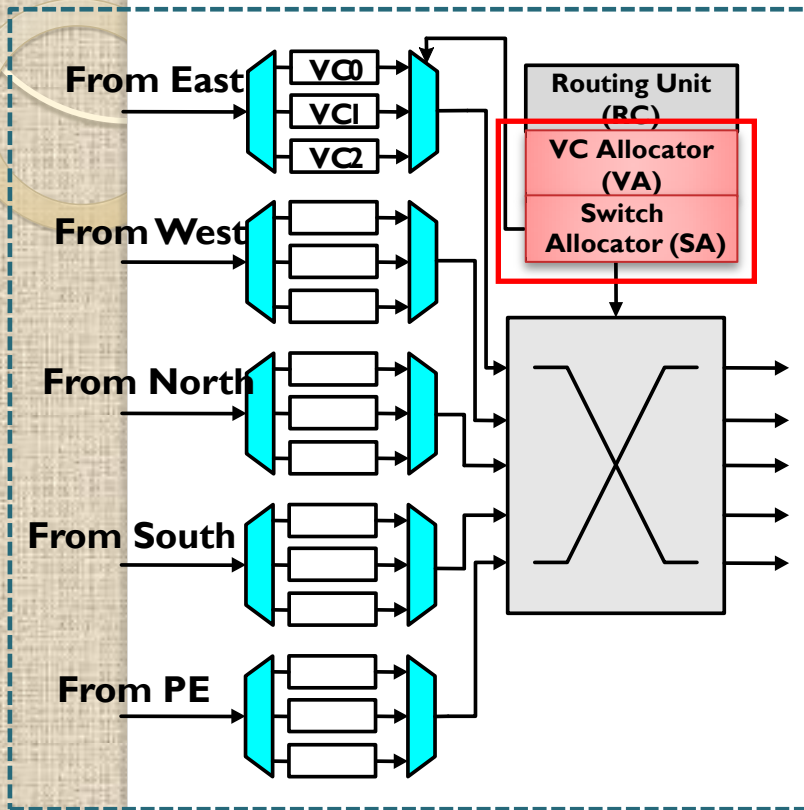 From East
VC0
VC1
VC2
Routing Unit
(RC)
VC Allocator
(VA)
Switch
Allocator (SA)
From West
From North
From South
From PE